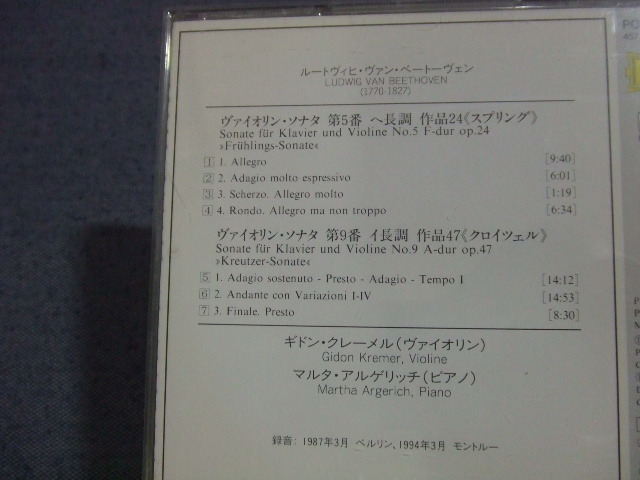 ルートヴィヒ・ヴァン・ベートーヴェン
LUDWIG VAN BEETHOVEN
(1770-1827)
ヴァイオリン・ソナタ 第5番 ヘ長調 作品24《スプリング》
Sonate für Klavier und Violine No.5 F-dur op.24
»Frühlings-Sonate«
1 1. Allegro [9:40]
2 2. Adagio molto espressivo [6:01]
3 3. Scherzo. Allegro molto [1:19]
4 4. Rondo. Allegro ma non troppo [6:34]
ヴァイオリン・ソナタ 第9番 イ長調 作品47《クロイツェル》
Sonate für Klavier und Violine No.9 A-dur op.47
»Kreutzer-Sonate«
5 1. Adagio sostenuto - Presto - Adagio - Tempo I [14:12]
6 2. Andante con Variazioni I-IV [14:53]
7 3. Finale. Presto [8:30]
ギドン・クレーメル(ヴァイオリン)
Gidon Kremer, Violine
マルタ・アルゲリッチ(ピアノ)
Martha Argerich, Piano
録音: 1987年3月 ベルリン、1994年3月 モントルー